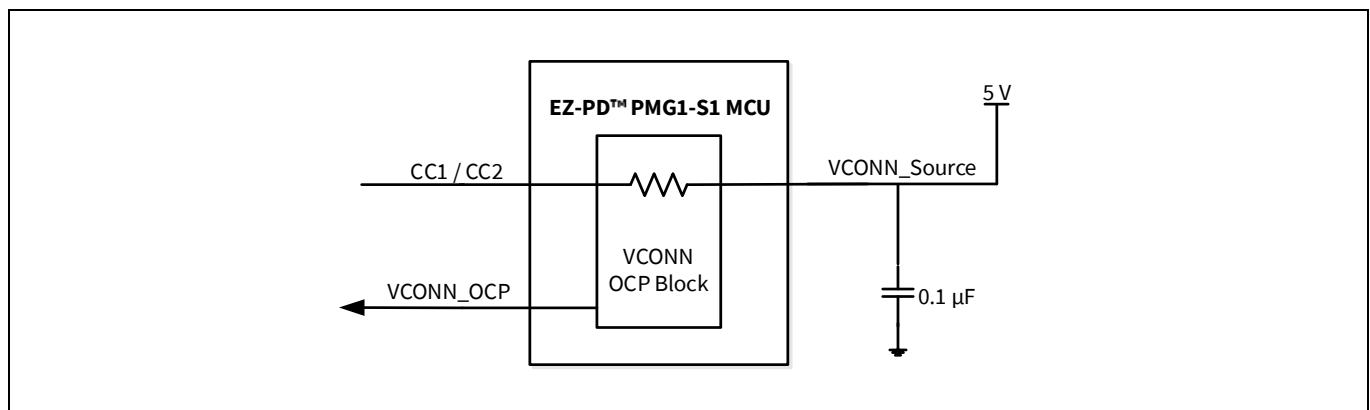 5 V
EZ-PD™ PMG1-S1 MCU
CC1 / CC2
VCONN_Source
VCONN
OCP Block
VCONN_OCP
0.1 µF